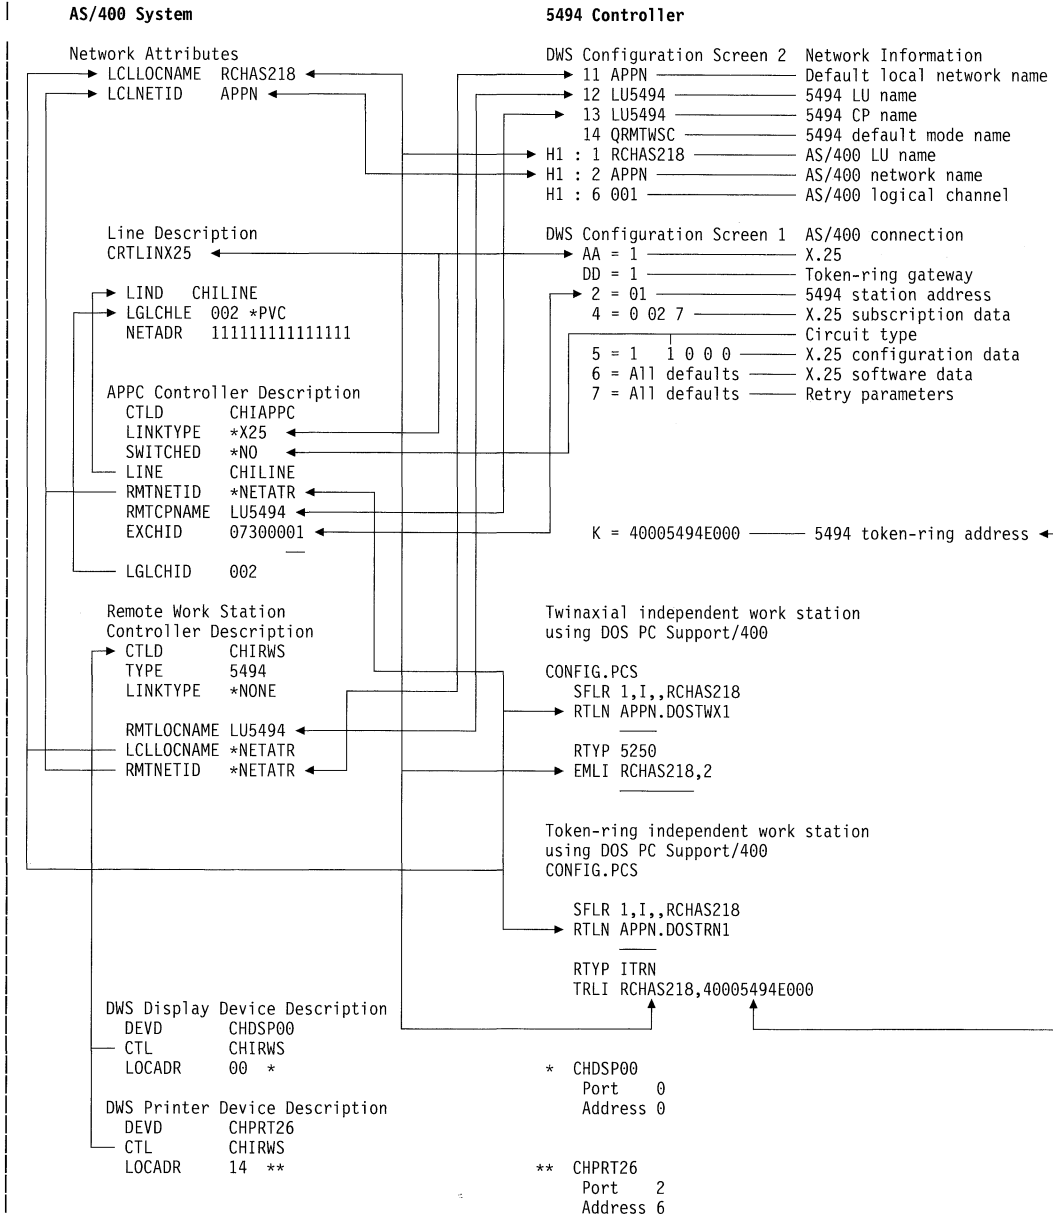 AS/400 System
Network Attributes
LCLLOCNAME RCHAS218
LCLNETID APPN
Line Description
CRTLINX25
LIND CHILINE
LGLCHLE 002 *PVC
NETADR 111111111111111
APPC Controller Description
CTLD CHIAPPC
LINKTYPE *X25
SWITCHED *NO
LINE CHILINE
RMTNETID *NETATR
RMTCPNAME LU5494
EXCHID 07300001
LGLCHID 002
Remote Work Station
Controller Description
CTLD CHIRWS
TYPE 5494
LINKTYPE *NONE
RMTLOCNAME LU5494
LCLLOCNAME *NETATR
RMTNETID *NETATR
DWS Display Device Description
DEVD CHDSP00
CTL CHIRWS
LOCADR 00 *
DWS Printer Device Description
DEVD CHPRT26
CTL CHIRWS
LOCADR 14 **
5494 Controller
DWS Configuration Screen 2 Network Information
11 APPN Default local network name
12 LU5494 5494 LU name
13 LU5494 5494 CP name
14 QRMTWSC 5494 default mode name
H1 : 1 RCHAS218 AS/400 LU name
H1 : 2 APPN AS/400 network name
H1 : 6 001 AS/400 logical channel
DWS Configuration Screen 1 AS/400 connection
AA = 1 X.25
DD = 1 Token-ring gateway
2 = 01 5494 station address
4 = 0 02 7 X.25 subscription data
Circuit type
5 = 1 1 0 0 0 X.25 configuration data
6 = All defaults X.25 software data
7 = All defaults Retry parameters
K = 40005494E000 5494 token-ring address
Twinaxial independent work station
using DOS PC Support/400
CONFIG.PCS
SFLR 1,I,,RCHAS218
RTLN APPN.DOSTWX1
RTYP 5250
EMLI RCHAS218,2
Token-ring independent work station
using DOS PC Support/400
CONFIG.PCS
SFLR 1,I,,RCHAS218
RTLN APPN.DOSTRN1
RTYP ITRN
TRLI RCHAS218,40005494E000
* CHDSP00
Port 0
Address 0
** CHPRT26
Port 2
Address 6